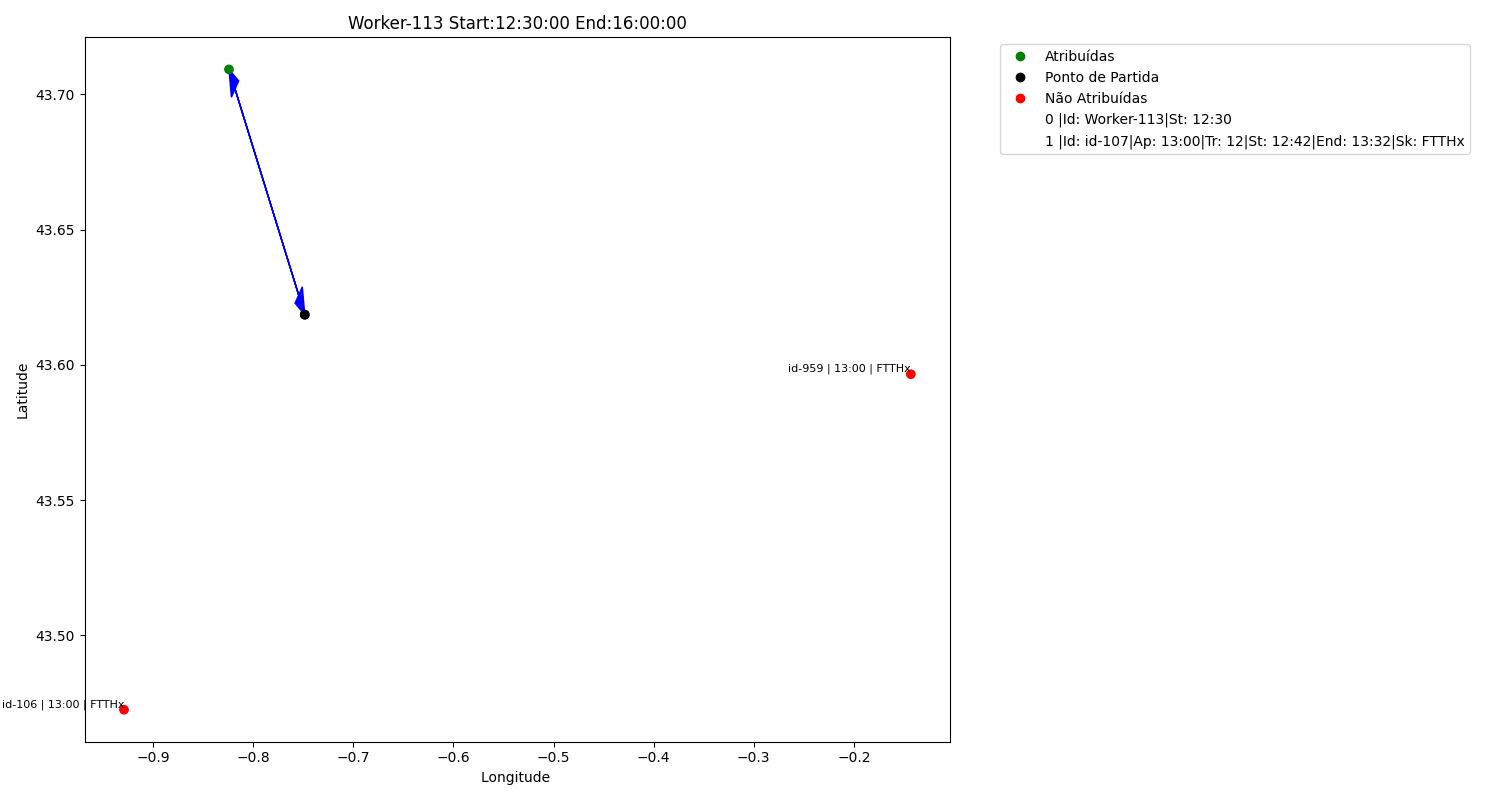 Worker-113 Start:12:30:00 End:16:00:00
Atribuídas
Ponto de Partida
Não Atribuídas
0 |Id: Worker-113|St: 12:30
1 |Id: id-107|Ap: 13:00|Tr: 12|St: 12:42|End: 13:32|Sk: FTTHx
43.70
43.65
43.60
43.55
43.50
Latitude
id-959 | 13:00 | FTTHx
id-106 | 13:00 | FTTHx
−0.9
−0.8
−0.7
−0.6
−0.5
−0.4
−0.3
−0.2
Longitude